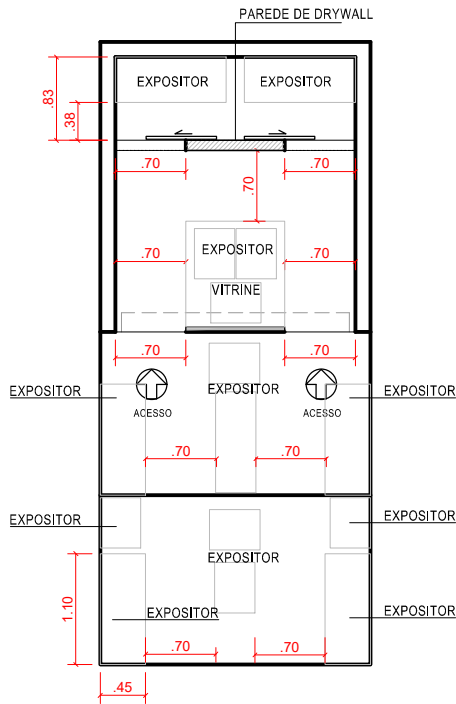 PAREDE DE DRYWALL
EXPOSITOR EXPOSITOR
.83
.38
.70 .70
.70
.70 .70
EXPOSITOR
VITRINE
.70 .70
EXPOSITOR EXPOSITOR EXPOSITOR
ACESSO ACESSO
.70 .70
EXPOSITOR EXPOSITOR
EXPOSITOR
1.10
EXPOSITOR EXPOSITOR
.70 .70
.45